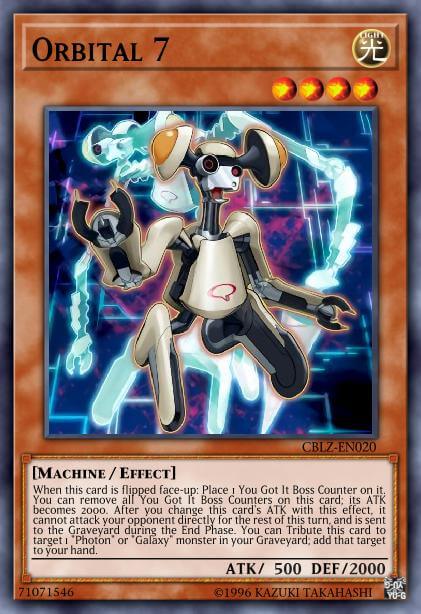 ORBITAL 7
LIGHT
光
CBLZ-EN020
[MACHINE / EFFECT]
When this card is flipped face-up: Place 1 You Got It Boss Counter on it.
You can remove all You Got It Boss Counters on this card; its ATK
becomes 2000. After you change this card's ATK with this effect, it
cannot attack your opponent directly for the rest of this turn, and is sent
to the Graveyard during the End Phase. You can Tribute this card to
target 1 "Photon" or "Galaxy" monster in your Graveyard; add that target
to your hand.
ATK/ 500 DEF/2000
71071546
©1996 KAZUKI TAKAHASHI